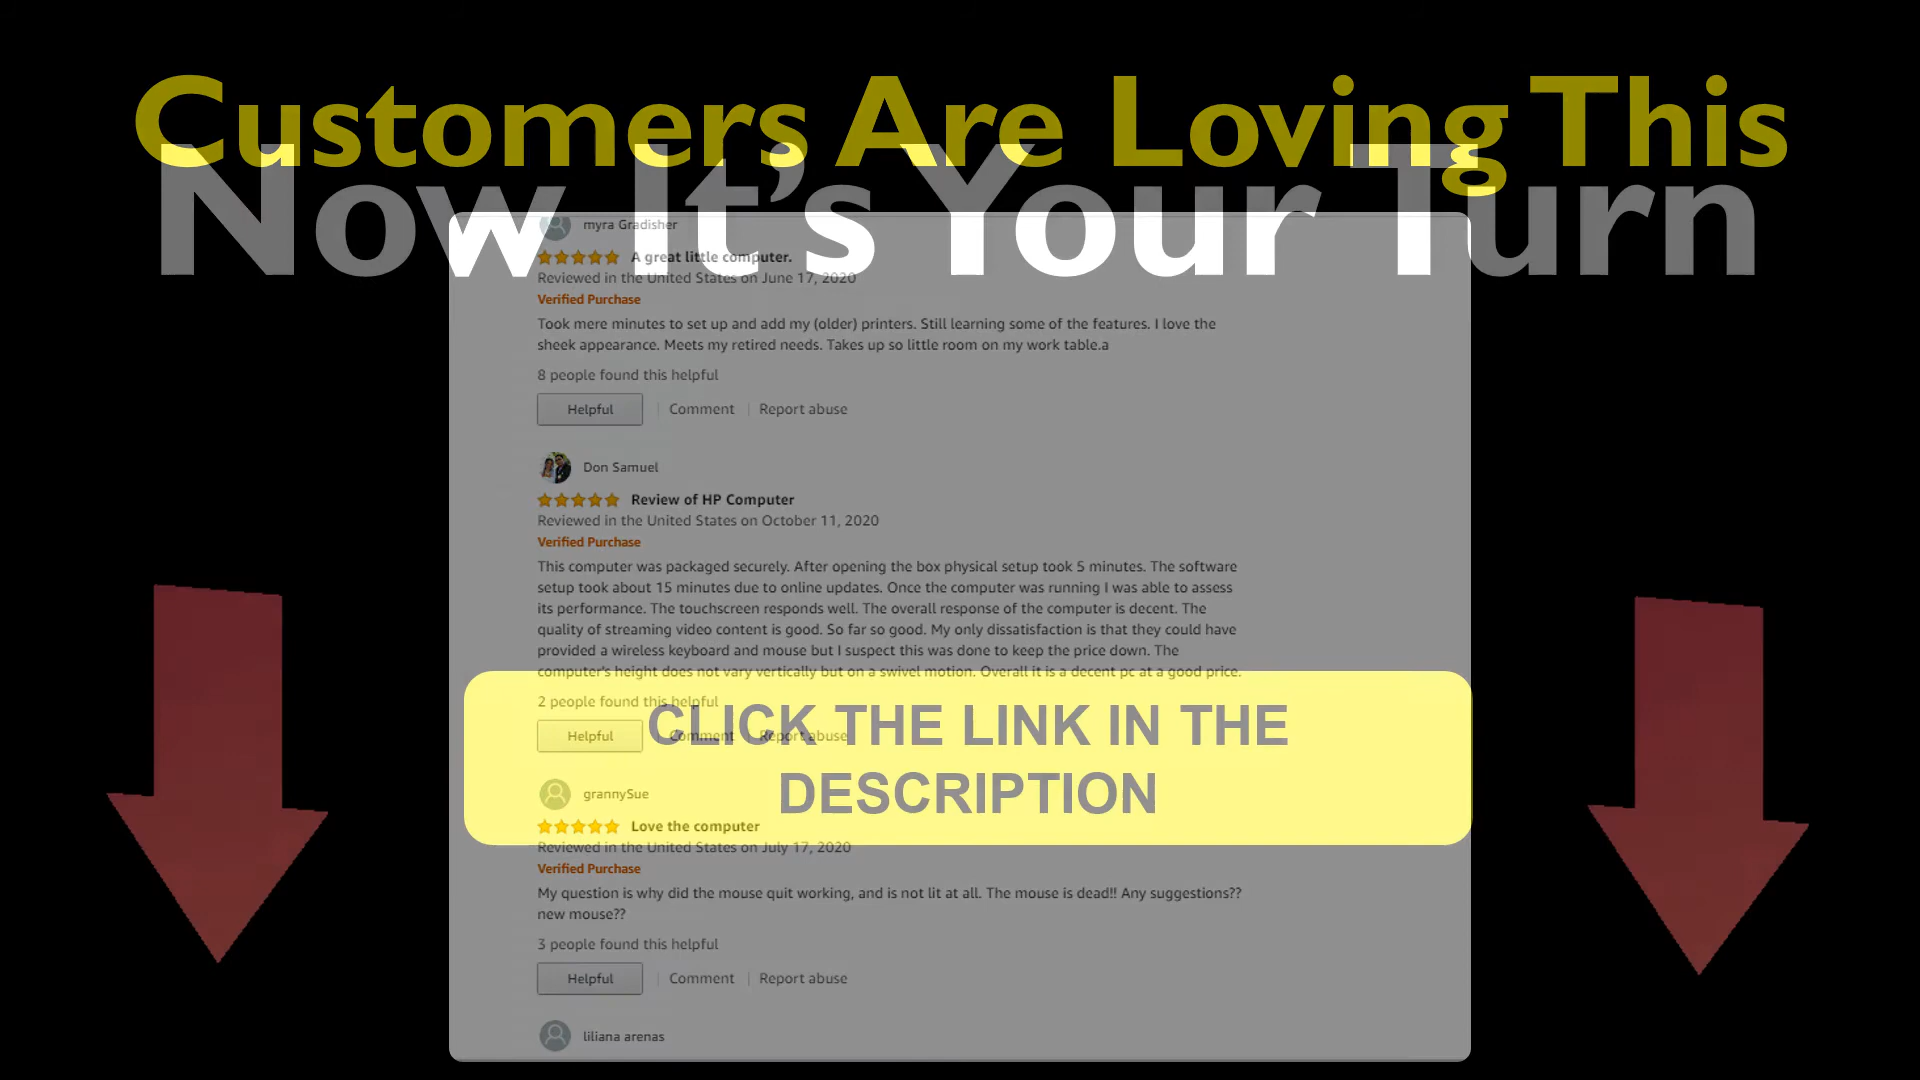 Customers Are Loving This
Now It's Your Turn
myra Gradisher
A great little computer.
Reviewed in the United States on June 17, 2020
Verified Purchase
Took mere minutes to set up and add my (older) printers. Still learning some of the features. I love the
sheek appearance. Meets my retired needs. Takes up so little room on my work table.a
8 people found this helpful
Helpful | Comment | Report abuse
Don Samuel
Review of HP Computer
Reviewed in the United States on October 11, 2020
Verified Purchase
This computer was packaged securely. After opening the box physical setup took 5 minutes. The software
setup took about 15 minutes due to online updates. Once the computer was running I was able to assess
its performance. The touchscreen responds well. The overall response of the computer is decent. The
quality of streaming video content is good. So far so good. My only dissatisfaction is that they could have
provided a wireless keyboard and mouse but I suspect this was done to keep the price down. The
computer's height does not vary vertically but on a swivel motion. Overall it is a decent pc at a good price.
2 people found this helpful
Helpful | Comment | Report abuse
CLICK THE LINK IN THE
DESCRIPTION
grannySue
Love the computer
Reviewed in the United States on July 17, 2020
Verified Purchase
My question is why did the mouse quit working, and is not lit at all. The mouse is dead!! Any suggestions??
new mouse??
3 people found this helpful
Helpful | Comment | Report abuse
liliana arenas